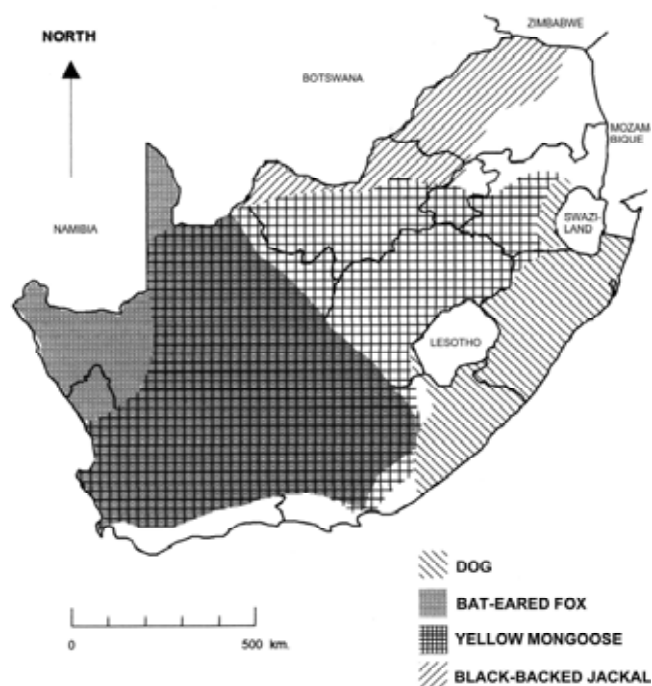 ZIMBABWE
NORTH
BOTSWANA
MOZAM-
BIQUE
SWAZI-
LAND
NAMIBIA
LESOTHO
DOG
BAT-EARED FOX
YELLOW MONGOOSE
BLACK-BACKED JACKAL
0 500 km.